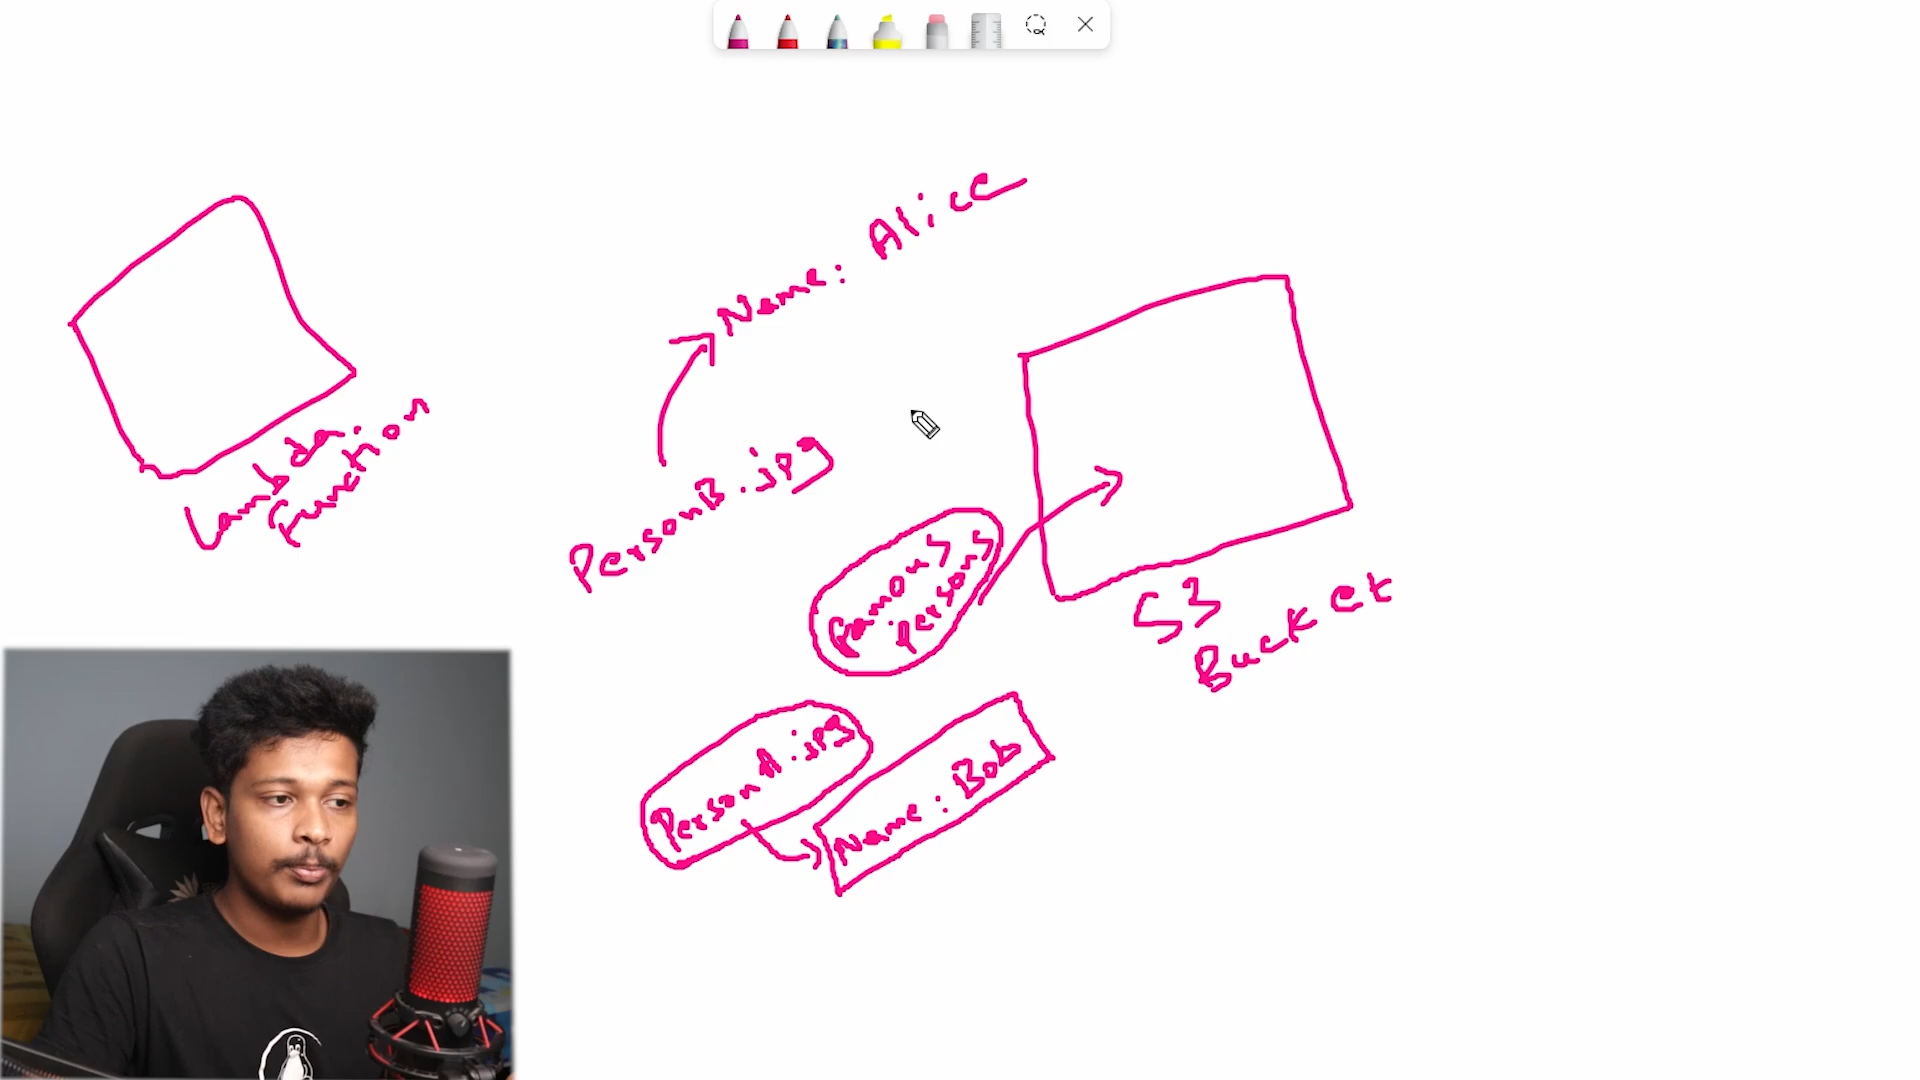 Name: Alice
Lambda
function
PersonB.jpg
famous
persons
S3
Bucket
PersonA.jpg
Name: Bob